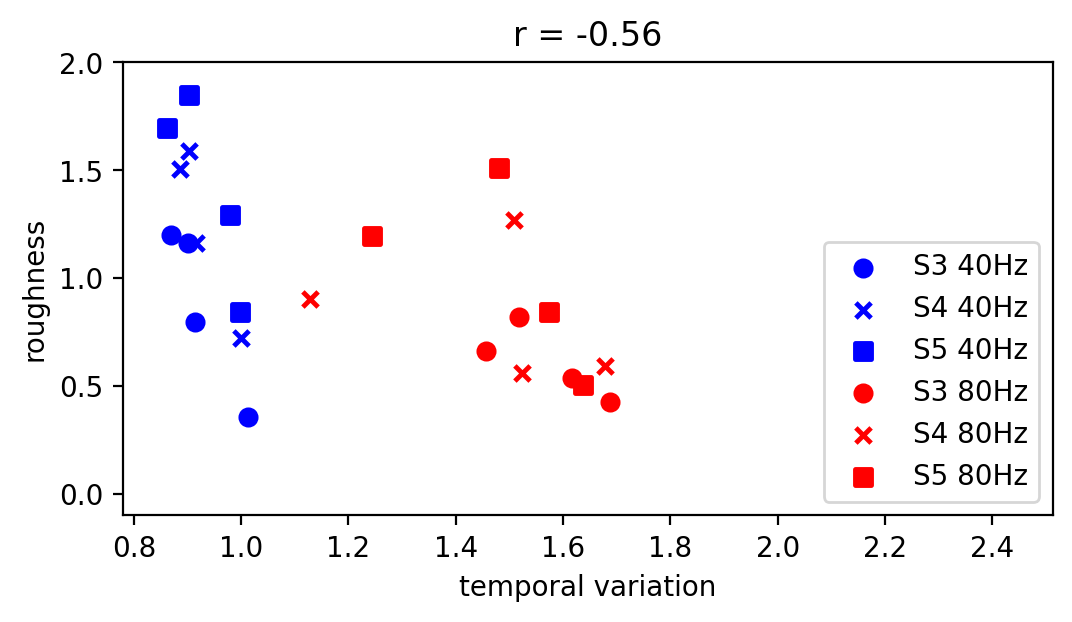 r = -0.56
2.0
1.5
1.0
0.5
0.0
roughness
S3 40Hz
S4 40Hz
S5 40Hz
S3 80Hz
S4 80Hz
S5 80Hz
0.8 1.0 1.2 1.4 1.6 1.8 2.0 2.2 2.4
temporal variation